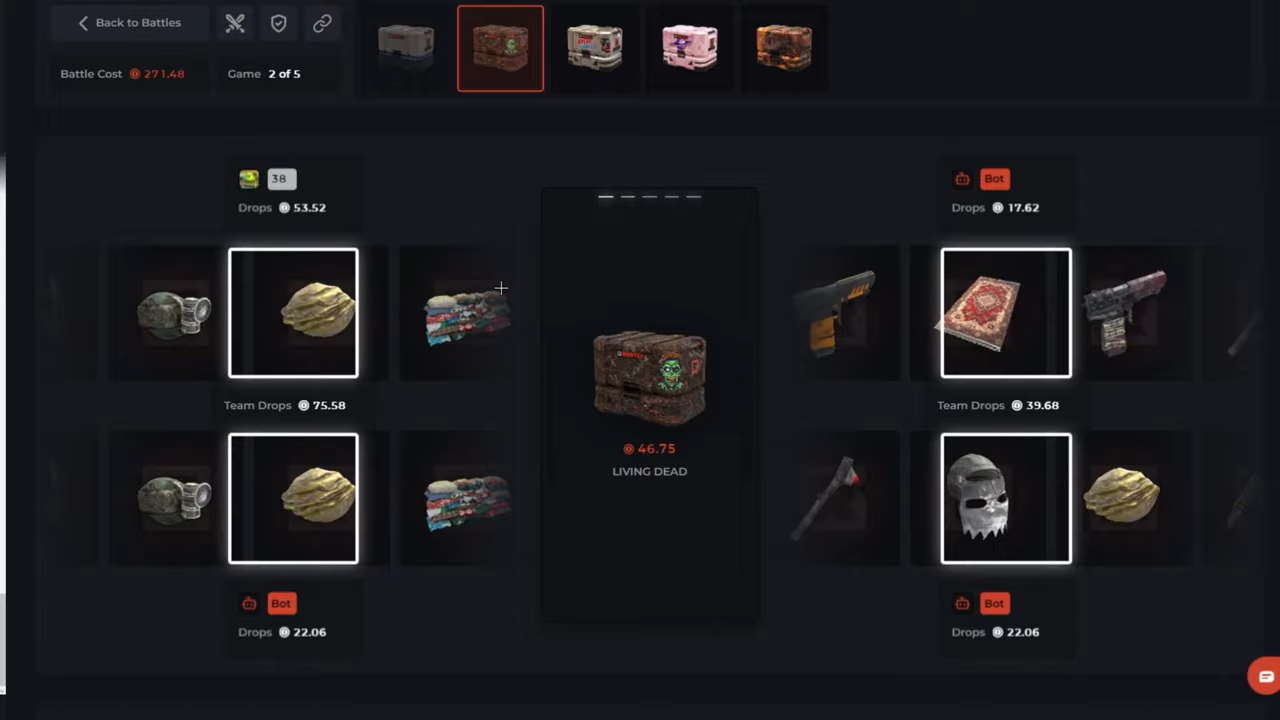 Back to Battles
Battle Cost 271.48
Game 2 of 5
38
Drops 53.52
Bot
Drops 17.62
Team Drops 75.58
Team Drops 39.68
46.75
LIVING DEAD
Bot
Drops 22.06
Bot
Drops 22.06